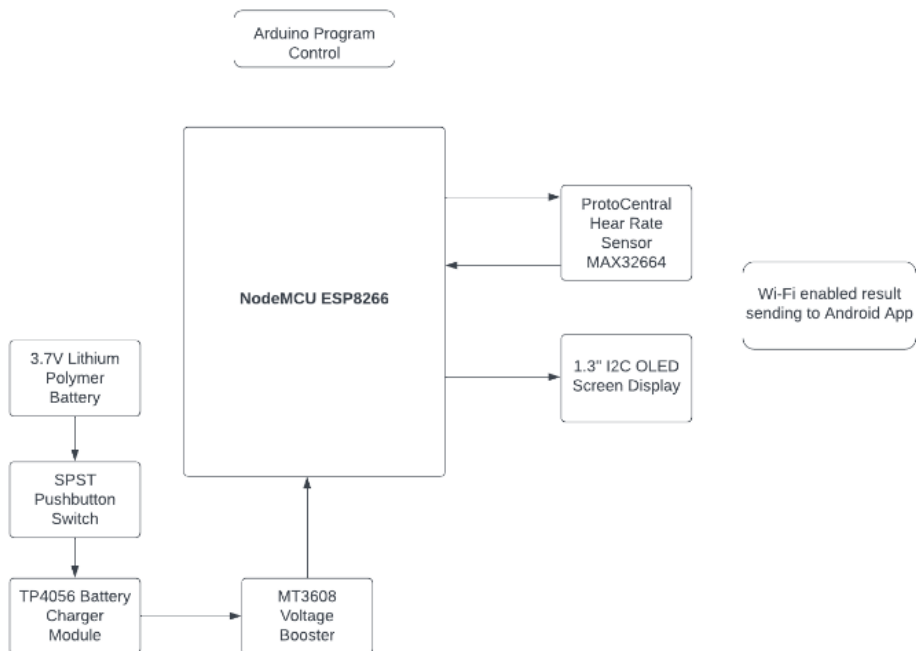 Arduino Program
Control
ProtoCentral
Hear Rate
Sensor
MAX32664
NodeMCU ESP8266
Wi-Fi enabled result
sending to Android App
3.7V Lithium
Polymer
Battery
1.3" I2C OLED
Screen Display
SPST
Pushbutton
Switch
TP4056 Battery
Charger
Module
MT3608
Voltage
Booster